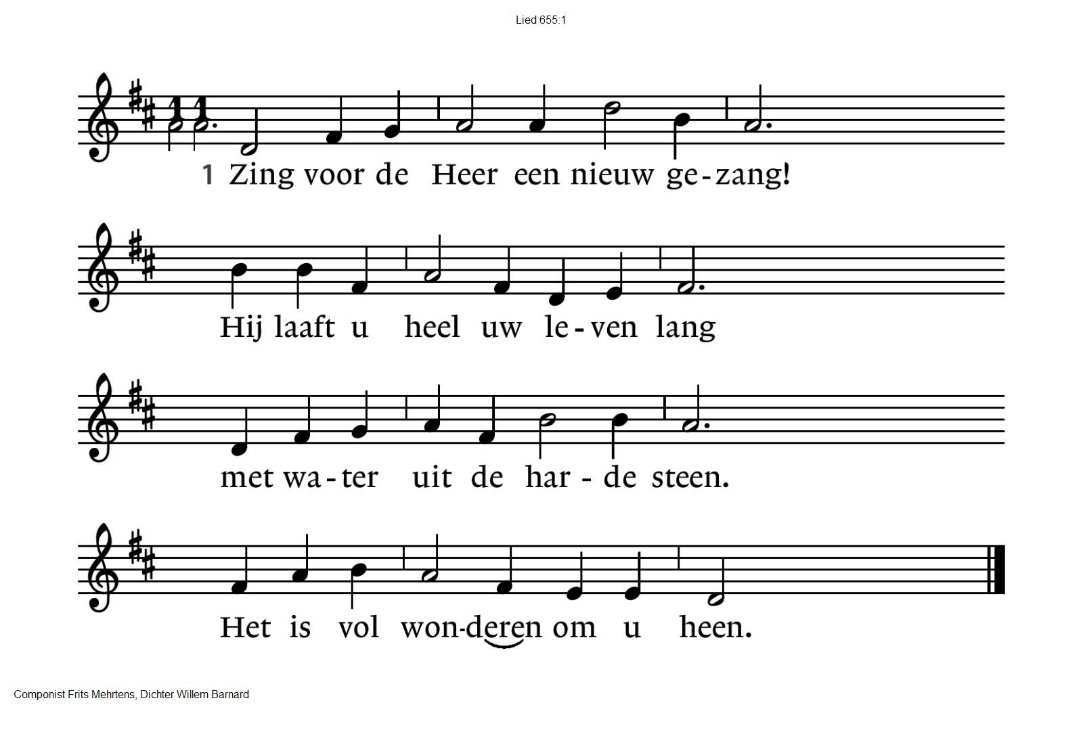 Lied 655:1
1 1
1 Zing voor de Heer een nieuw ge-zang!
Hij laaft u heel uw le-ven lang
met wa-ter uit de har-de steen.
Het is vol won-deren om u heen.
Componist Frits Mehrtens, Dichter Willem Barnard